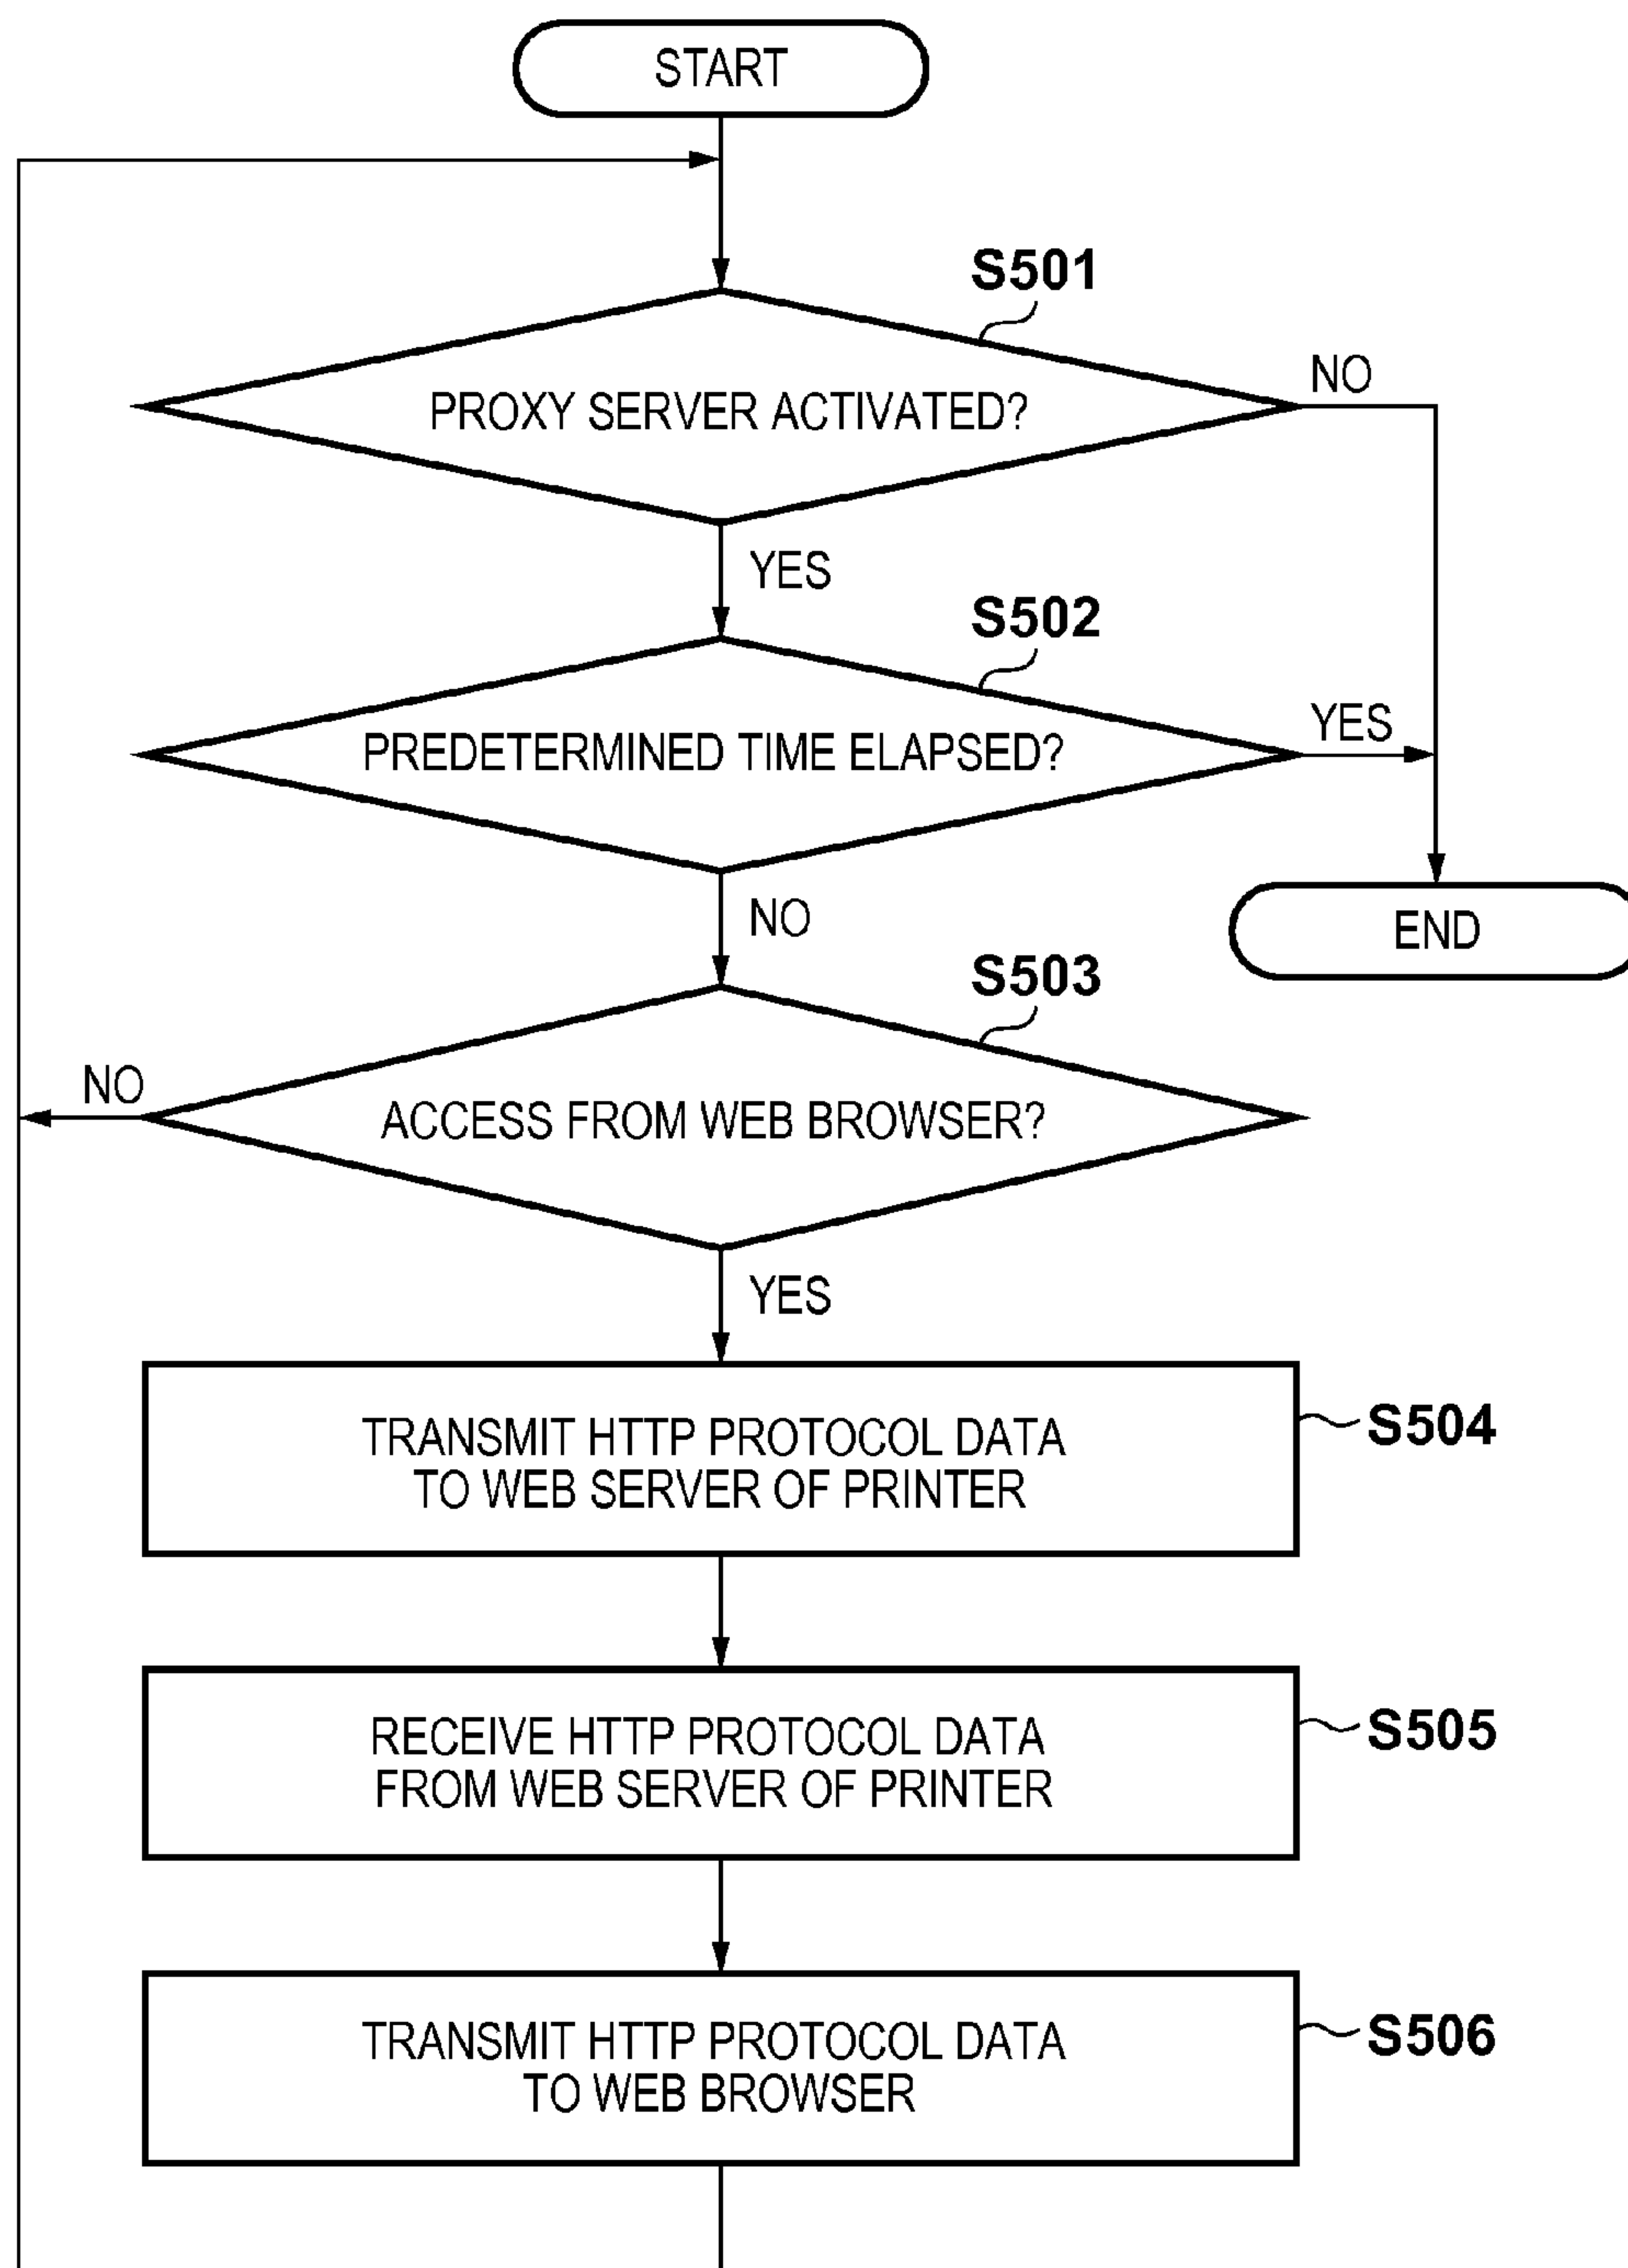 START
S501
PROXY SERVER ACTIVATED?
NO
YES
S502
PREDETERMINED TIME ELAPSED?
YES
NO
END
S503
ACCESS FROM WEB BROWSER?
NO
YES
TRANSMIT HTTP PROTOCOL DATA
TO WEB SERVER OF PRINTER
S504
RECEIVE HTTP PROTOCOL DATA
FROM WEB SERVER OF PRINTER
S505
TRANSMIT HTTP PROTOCOL DATA
TO WEB BROWSER
S506